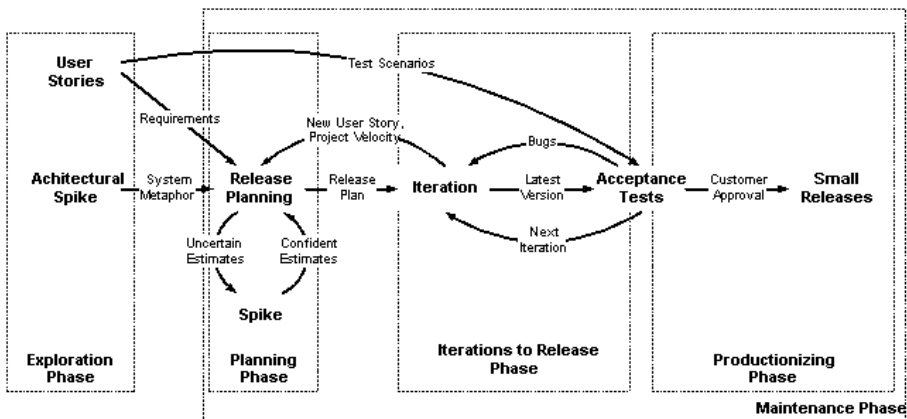 User
Stories
Test Scenarios
Requirements
New User Story,
Project Velocity
Bugs
Achitectural
Spike
System
Metaphor
Release
Planning
Release
Plan
Iteration
Latest
Version
Acceptance
Tests
Customer
Approval
Small
Releases
Uncertain
Estimates
Confident
Estimates
Next
Iteration
Spike
Exploration
Phase
Planning
Phase
Iterations to Release
Phase
Productionizing
Phase
Maintenance Phase